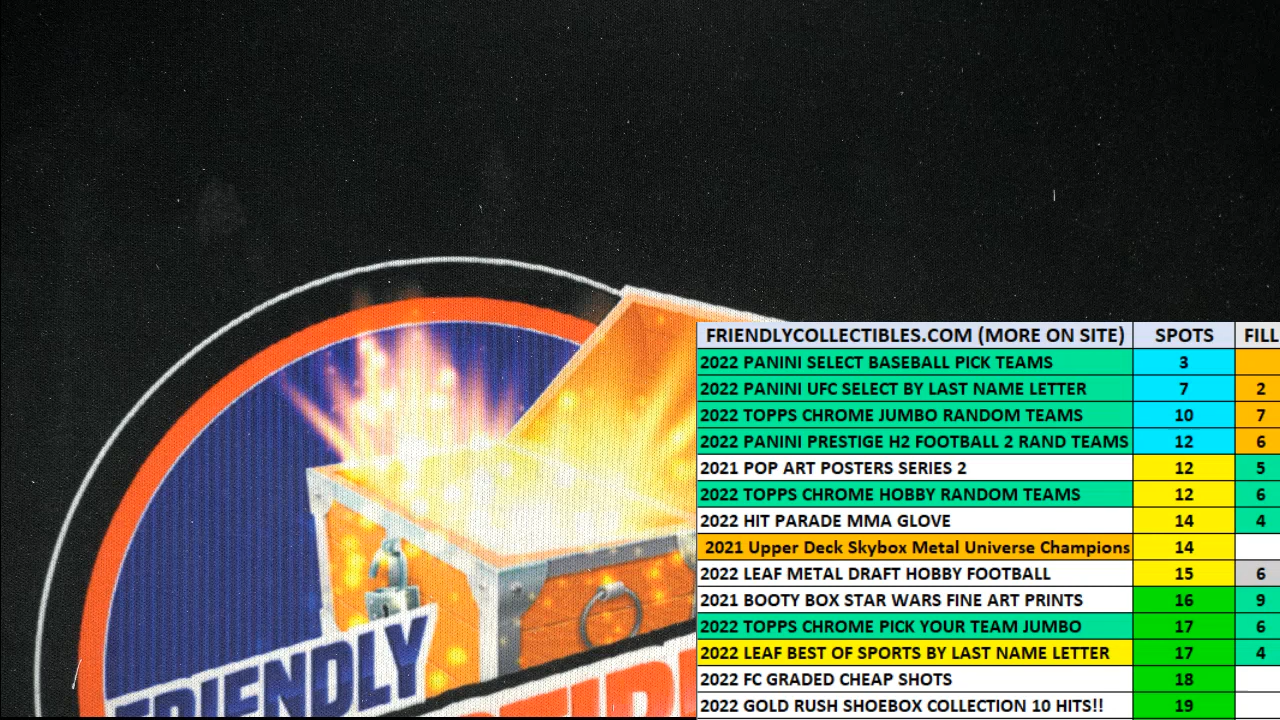 FRIENDLYCOLLECTIBLES.COM (MORE ON SITE) SPOTS FILL
2022 PANINI SELECT BASEBALL PICK TEAMS 3
2022 PANINI UFC SELECT BY LAST NAME LETTER 7 2
2022 TOPPS CHROME JUMBO RANDOM TEAMS 10 7
2022 PANINI PRESTIGE H2 FOOTBALL 2 RAND TEAMS 12 6
2021 POP ART POSTERS SERIES 2 12 5
2022 TOPPS CHROME HOBBY RANDOM TEAMS 12 6
2022 HIT PARADE MMA GLOVE 14 4
2021 Upper Deck Skybox Metal Universe Champions 14
2022 LEAF METAL DRAFT HOBBY FOOTBALL 15 6
2021 BOOTY BOX STAR WARS FINE ART PRINTS 16 9
2022 TOPPS CHROME PICK YOUR TEAM JUMBO 17 6
2022 LEAF BEST OF SPORTS BY LAST NAME LETTER 17 4
2022 FC GRADED CHEAP SHOTS 18
2022 GOLD RUSH SHOEBOX COLLECTION 10 HITS!! 19
FRIENDLY